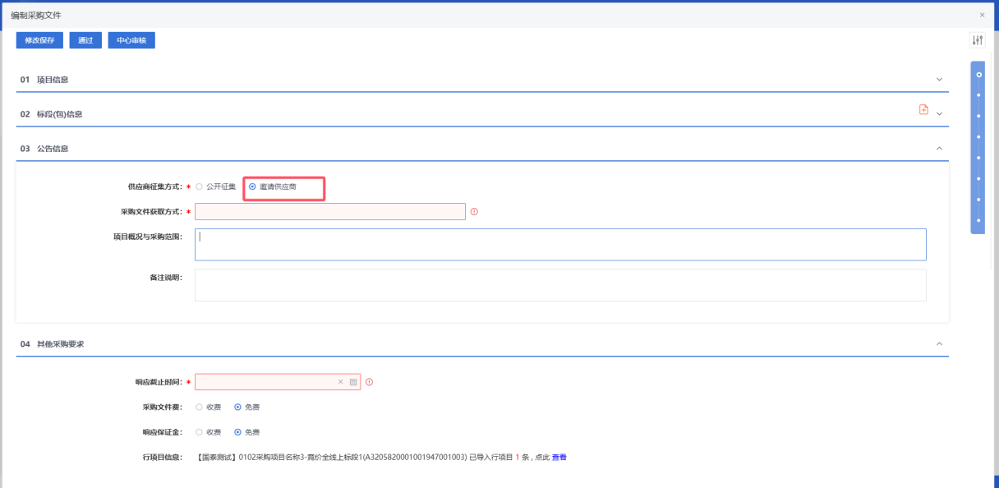 编制采购文件
修改保存 通过 中心审核
01 项目信息
02 标段(包)信息
03 公告信息
供应商征集方式: * 公开征集 邀请供应商
采购文件获取方式: *
项目概况与采购范围:
备注说明:
04 其他采购要求
响应截止时间: *
采购文件费: 收费 免费
响应保证金: 收费 免费
行项目信息: 【国泰测试】0102采购项目名称3-竞价全线上标段1(A3205820001001947001003) 已导入行项目 1 条 , 点此 查看